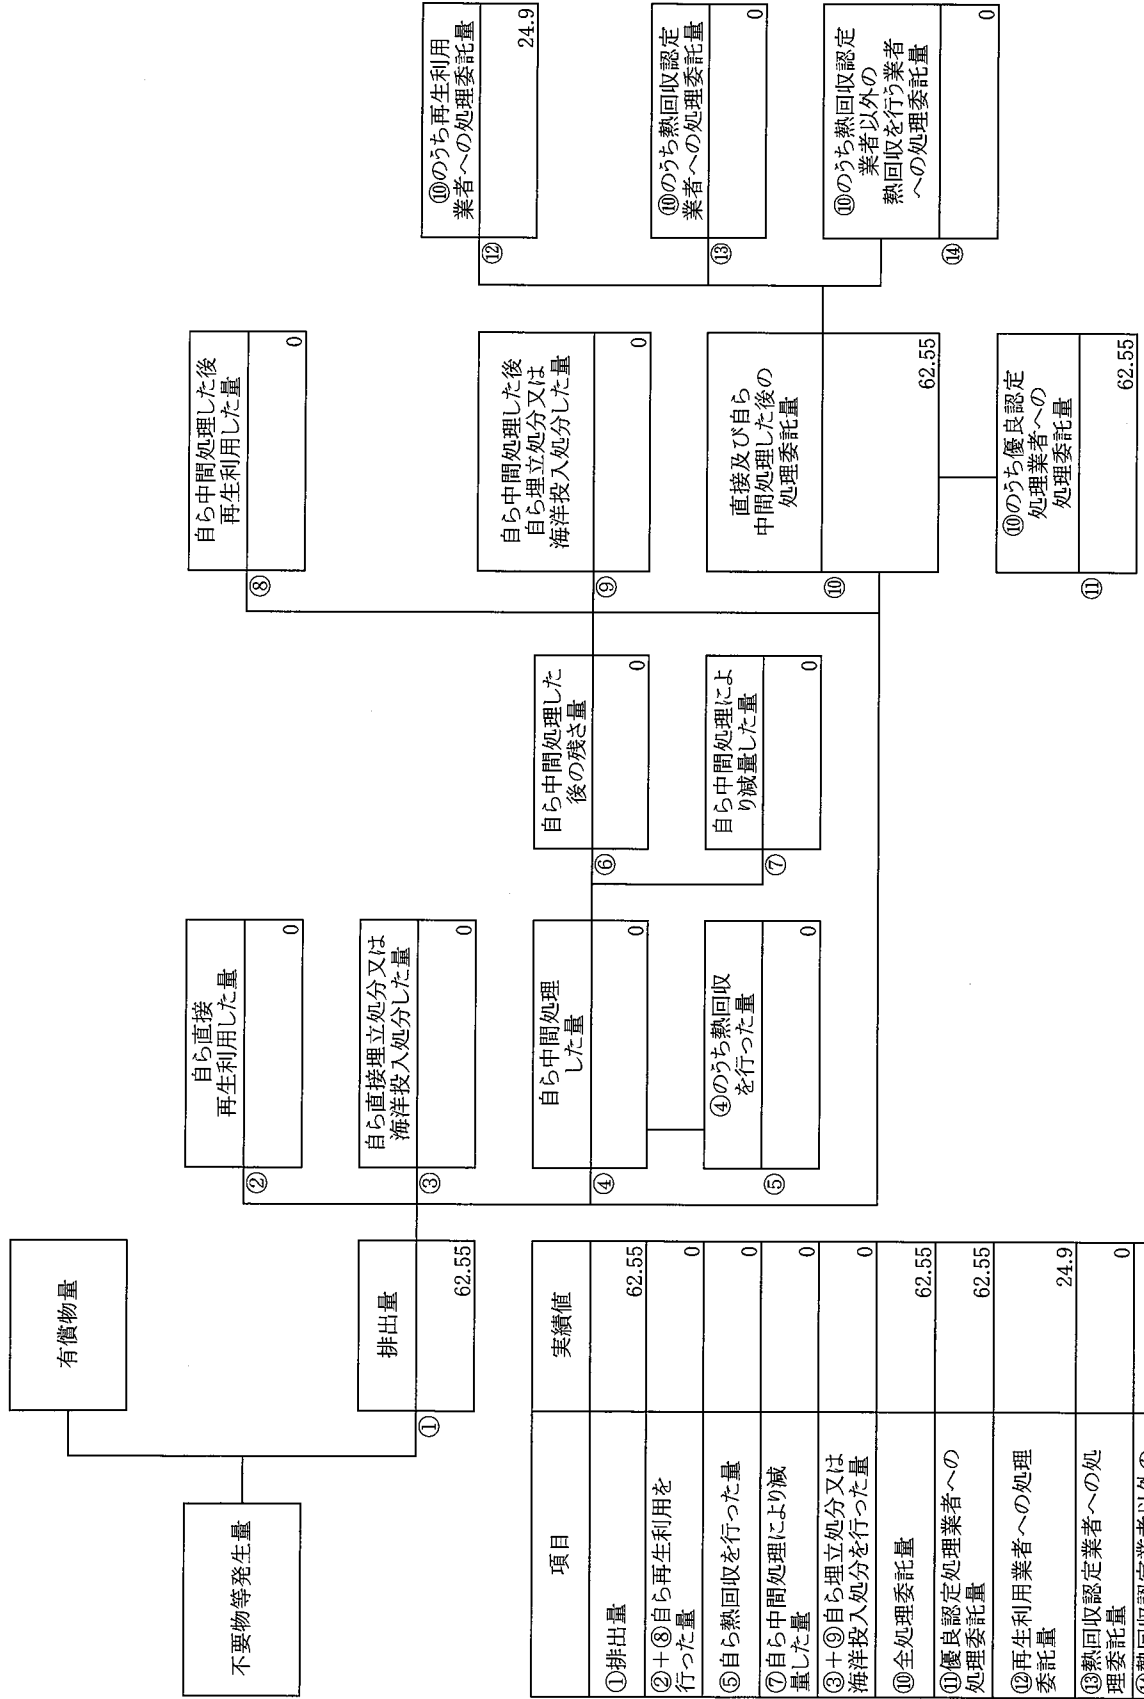 不要物等発生量
有償物量
①
排出量
62.55
②
自ら直接
再生利用した量
0
③
自ら直接埋立処分又は
海洋投入処分した量
0
④
自ら中間処理
した量
0
⑤
④のうち熱回収
を行った量
0
⑥
自ら中間処理した
後の残さ量
0
⑦
自ら中間処理によ
り減量した量
0
⑧
自ら中間処理した後
再生利用した量
0
⑨
自ら中間処理した後
自ら埋立処分又は
海洋投入処分した量
0
⑩
直接及び自ら
中間処理した後の
処理委託量
62.55
⑪
⑩のうち優良認定
処理業者への
処理委託量
62.55
⑫
⑩のうち再生利用
業者への処理委託量
24.9
⑬
⑩のうち熱回収認定
業者への処理委託量
0
⑭
⑩のうち熱回収認定
業者以外の
熱回収を行う業者
への処理委託量
0
項目 実績値
①排出量 62.55
②+⑧自ら再生利用を
行った量 0
⑤自ら熱回収を行った量 0
⑦自ら中間処理により減
量した量 0
③+⑨自ら埋立処分又は
海洋投入処分を行った量 0
⑩全処理委託量 62.55
⑪優良認定処理業者への
処理委託量 62.55
⑫再生利用業者への処理
委託量 24.9
⑬熱回収認定業者への処
理委託量 0